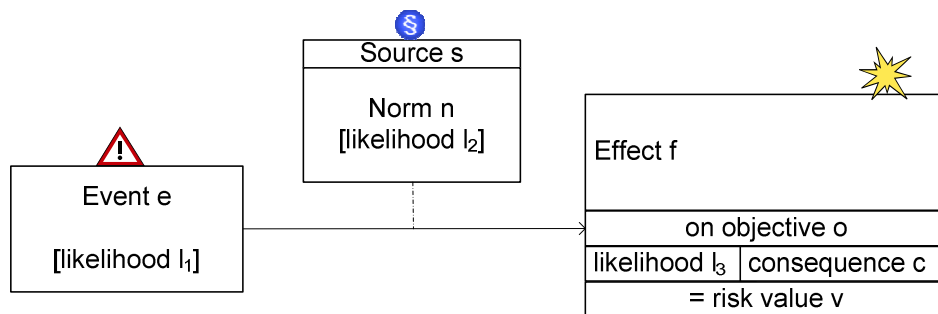 §
Source s
Norm n
[likelihood l₂]
!
Event e
[likelihood l₁]
Effect f
on objective o
likelihood l₃ consequence c
= risk value v